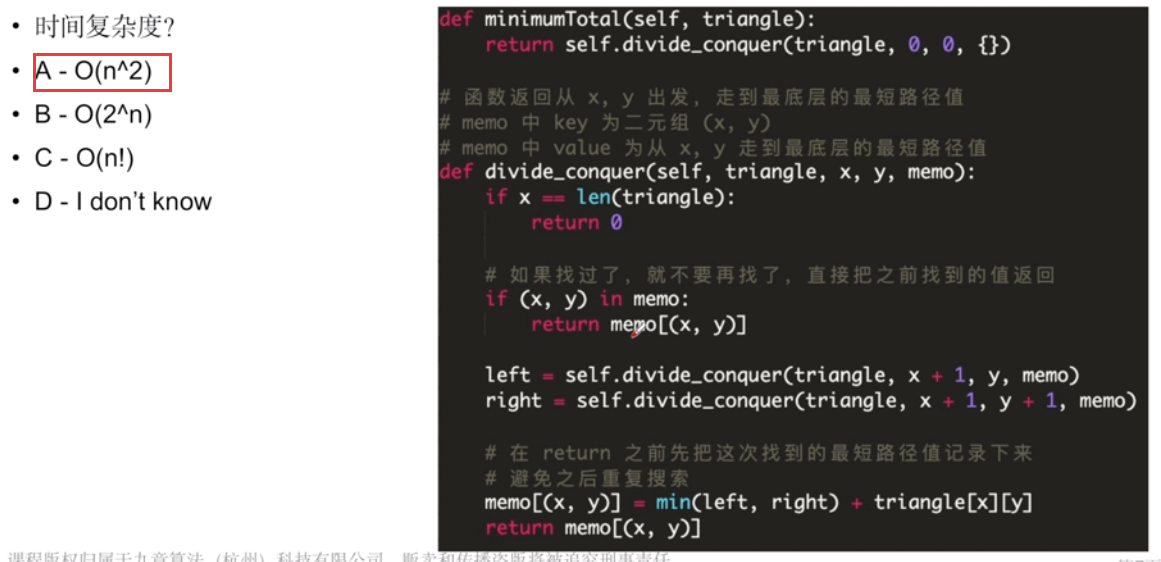 • 时间复杂度?
• A - O(n^2)
• B - O(2^n)
• C - O(n!)
• D - I don't know
def minimumTotal(self, triangle):
    return self.divide_conquer(triangle, 0, 0, {})
# 函数返回从 x, y 出发, 走到最底层的最短路径值
# memo 中 key 为二元组 (x, y)
# memo 中 value 为从 x, y 走到最底层的最短路径值
def divide_conquer(self, triangle, x, y, memo):
    if x == len(triangle):
        return 0
    # 如果找过了, 就不要再找了, 直接把之前找到的值返回
    if (x, y) in memo:
        return memo[(x, y)]
    left = self.divide_conquer(triangle, x + 1, y, memo)
    right = self.divide_conquer(triangle, x + 1, y + 1, memo)
    # 在 return 之前先把这次找到的最短路径值记录下来
    # 避免之后重复搜索
    memo[(x, y)] = min(left, right) + triangle[x][y]
    return memo[(x, y)]
课程版权归属于九章算法（杭州）科技有限公司，贩卖和传播盗版将被追究刑事责任